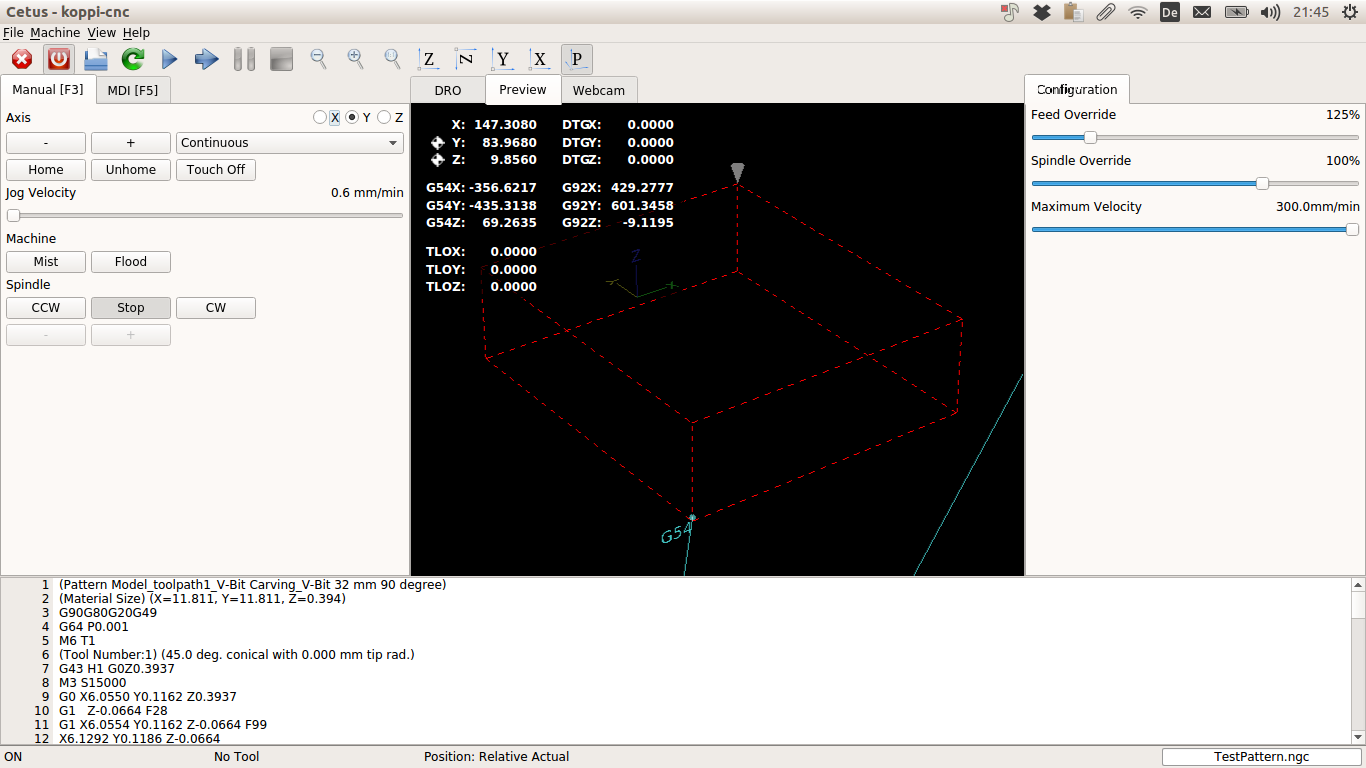 Cetus - koppi-cnc
De
21:45
File Machine View Help
Z Z Y X P
Manual [F3] MDI [F5]
DRO Preview Webcam
Configuration
Axis X Y Z
- + Continuous
Home Unhome Touch Off
Jog Velocity 0.6 mm/min
Machine
Mist Flood
Spindle
CCW Stop CW
- +
X: 147.3080 DTGX: 0.0000
Y: 83.9680 DTGY: 0.0000
Z: 9.8560 DTGZ: 0.0000
G54X: -356.6217 G92X: 429.2777
G54Y: -435.3138 G92Y: 601.3458
G54Z: 69.2635 G92Z: -9.1195
TLOX: 0.0000
TLOY: 0.0000
TLOZ: 0.0000
Z
G54
Feed Override 125%
Spindle Override 100%
Maximum Velocity 300.0mm/min
1 (Pattern Model_toolpath1_V-Bit Carving_V-Bit 32 mm 90 degree)
2 (Material Size) (X=11.811, Y=11.811, Z=0.394)
3 G90G80G20G49
4 G64 P0.001
5 M6 T1
6 (Tool Number:1) (45.0 deg. conical with 0.000 mm tip rad.)
7 G43 H1 G0Z0.3937
8 M3 S15000
9 G0 X6.0550 Y0.1162 Z0.3937
10 G1   Z-0.0664 F28
11 G1 X6.0554 Y0.1162 Z-0.0664 F99
12 X6.1292 Y0.1186 Z-0.0664
ON No Tool Position: Relative Actual TestPattern.ngc